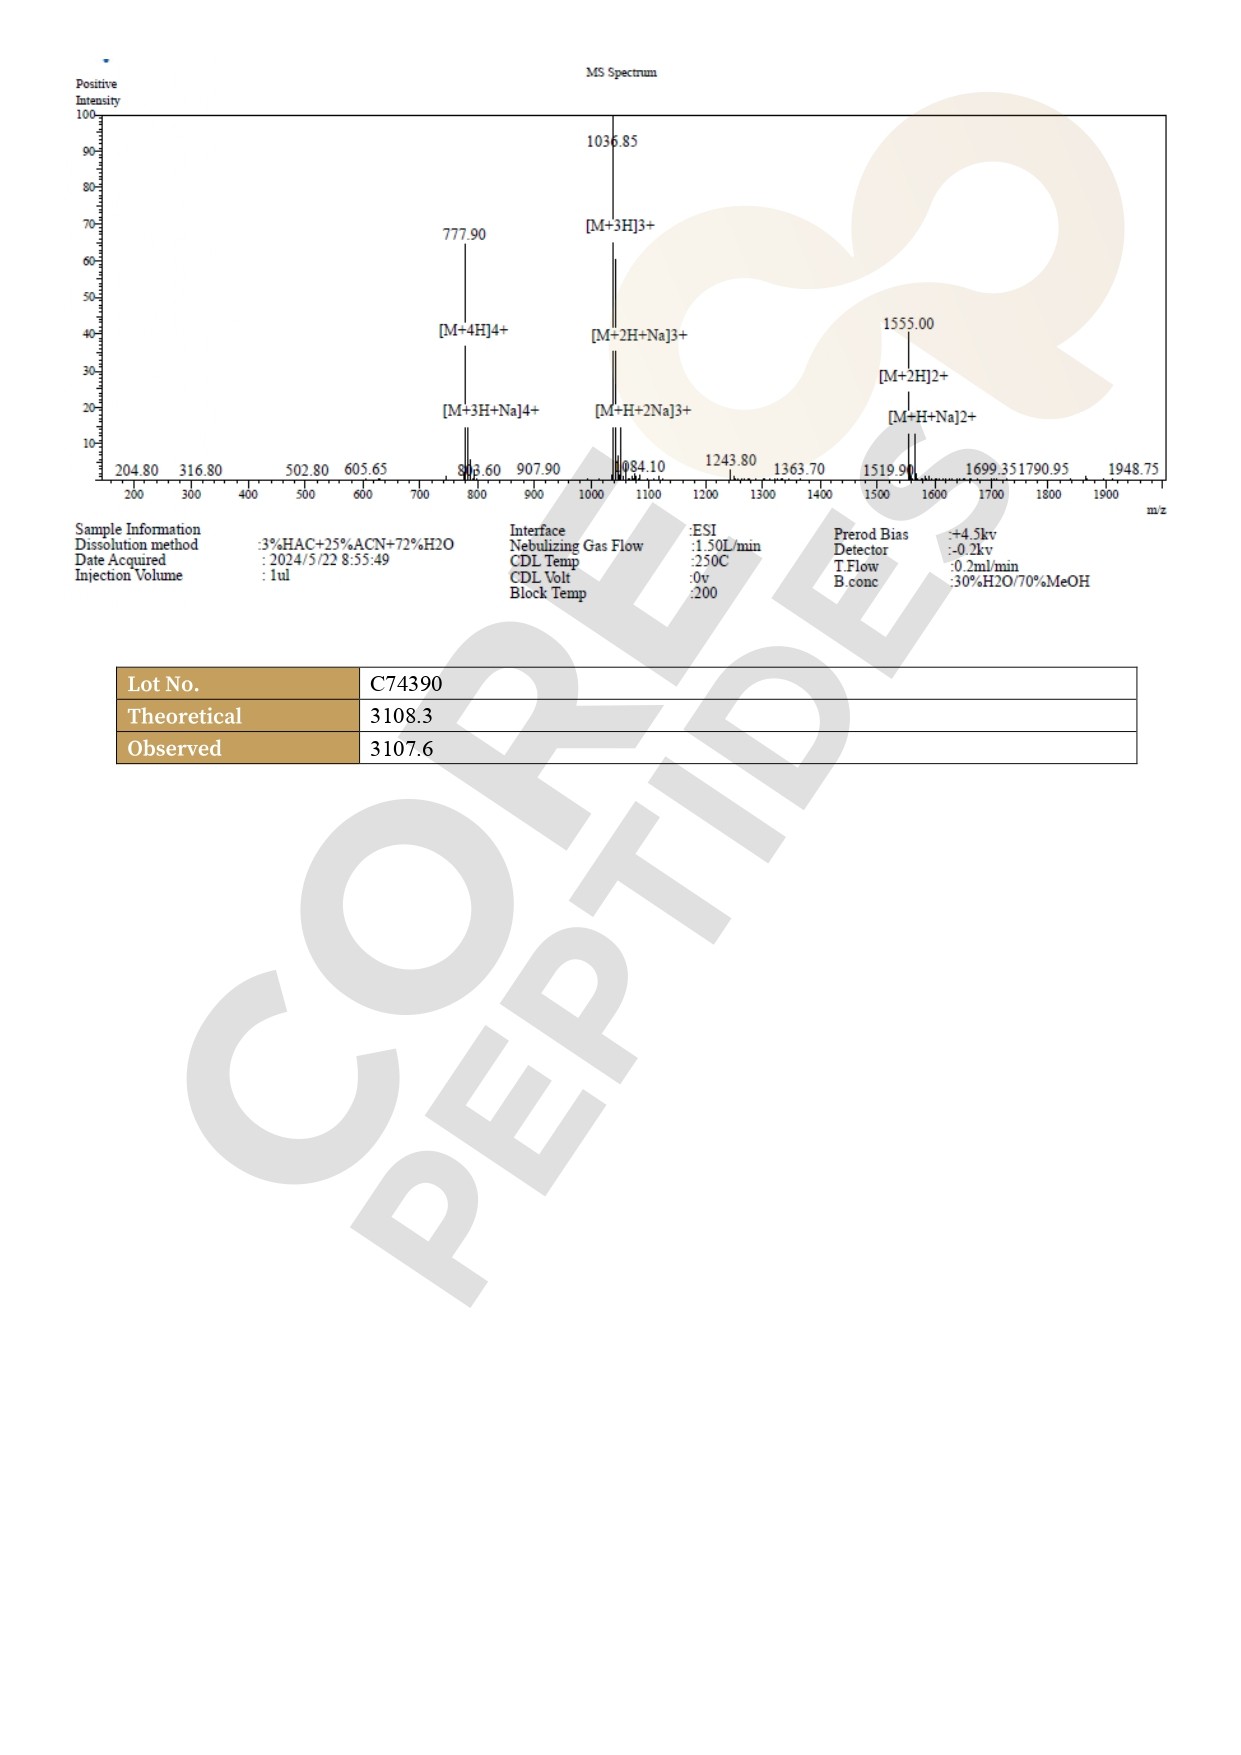 MS Spectrum
Positive
Intensity
100
90
80
70
60
50
40
30
20
10
1036.85
[M+3H]3+
777.90
[M+4H]4+
[M+2H+Na]3+
1555.00
[M+2H]2+
[M+3H+Na]4+
[M+H+2Na]3+
[M+H+Na]2+
204.80 316.80 502.80 605.65 803.60 907.90 1084.10 1243.80 1363.70 1519.90 1699.35 1790.95 1948.75
200 300 400 500 600 700 800 900 1000 1100 1200 1300 1400 1500 1600 1700 1800 1900
m/z
Sample Information
Dissolution method :3%HAC+25%ACN+72%H2O
Date Acquired : 2024/5/22 8:55:49
Injection Volume : 1ul
Interface :ESI
Nebulizing Gas Flow :1.50L/min
CDL Temp :250C
CDL Volt :0v
Block Temp :200
Prerod Bias :+4.5kv
Detector :-0.2kv
T.Flow :0.2ml/min
B.conc :30%H2O/70%MeOH
Lot No. C74390
Theoretical 3108.3
Observed 3107.6
CORE
PEPTIDES